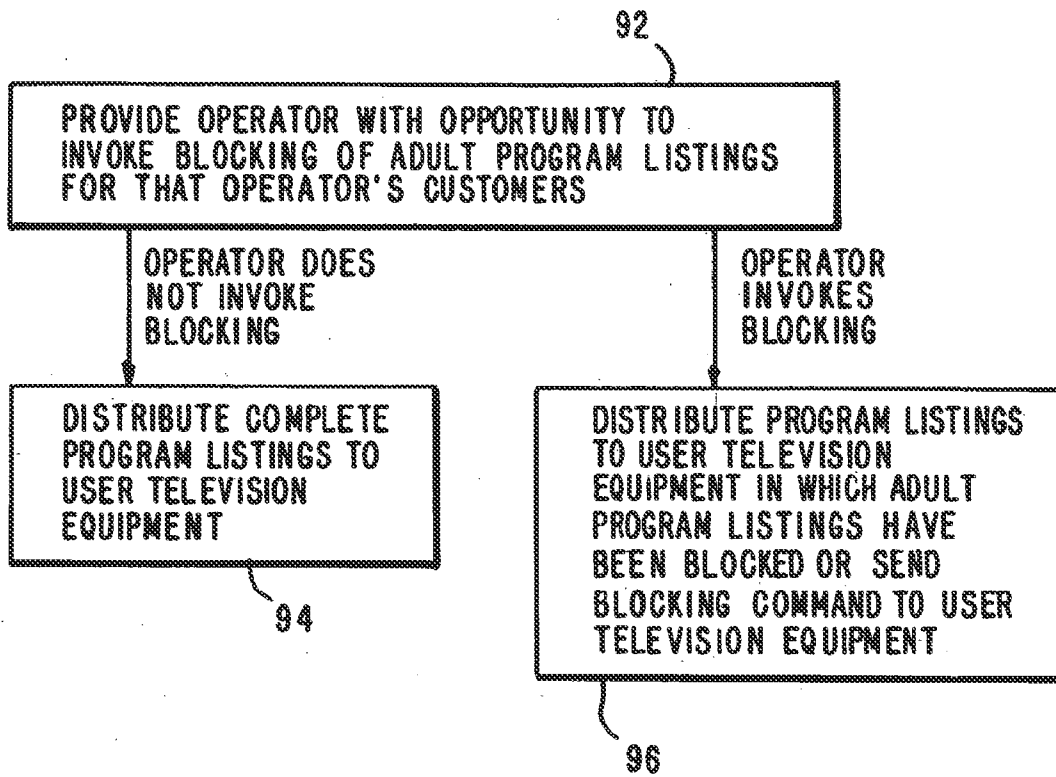 92
PROVIDE OPERATOR WITH OPPORTUNITY TO
INVOKE BLOCKING OF ADULT PROGRAM LISTINGS
FOR THAT OPERATOR'S CUSTOMERS
OPERATOR DOES
NOT INVOKE
BLOCKING
OPERATOR
INVOKES
BLOCKING
DISTRIBUTE COMPLETE
PROGRAM LISTINGS TO
USER TELEVISION
EQUIPMENT
94
DISTRIBUTE PROGRAM LISTINGS
TO USER TELEVISION
EQUIPMENT IN WHICH ADULT
PROGRAM LISTINGS HAVE
BEEN BLOCKED OR SEND
BLOCKING COMMAND TO USER
TELEVISION EQUIPMENT
96